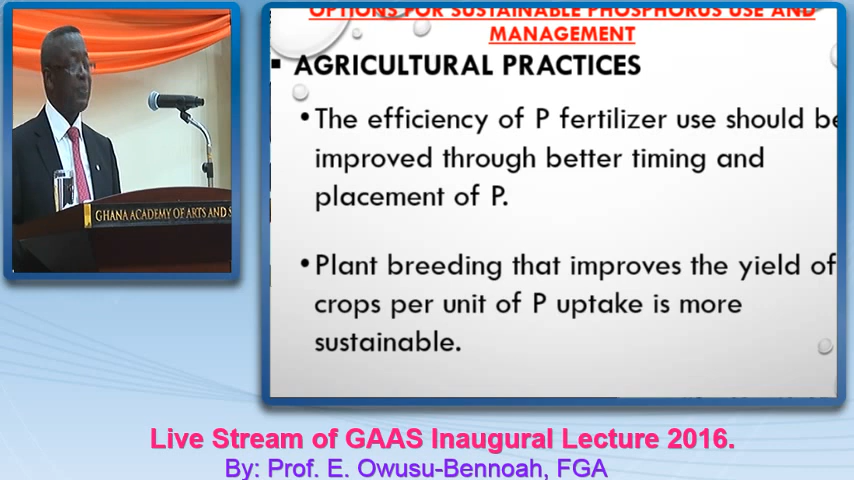 OPTIONS FOR SUSTAINABLE PHOSPHORUS USE AND
MANAGEMENT
AGRICULTURAL PRACTICES
•The efficiency of P fertilizer use should be
improved through better timing and
placement of P.
•Plant breeding that improves the yield of
crops per unit of P uptake is more
sustainable.
GHANA ACADEMY OF ARTS AND S
Live Stream of GAAS Inaugural Lecture 2016.
By: Prof. E. Owusu-Bennoah, FGA